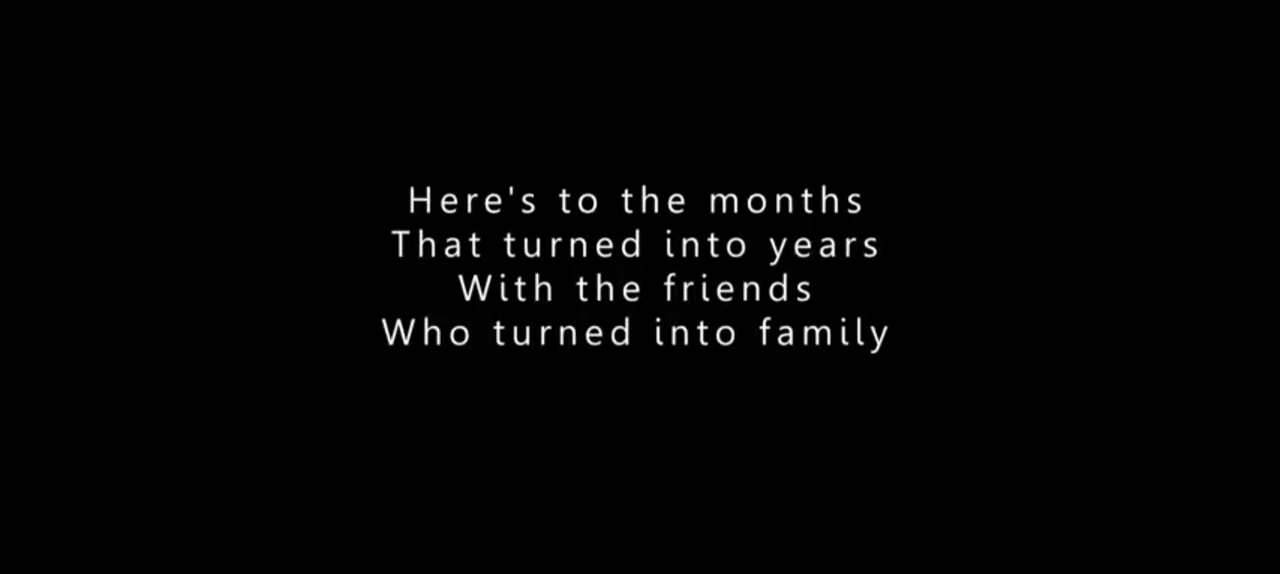 Here's to the months
That turned into years
With the friends
Who turned into family